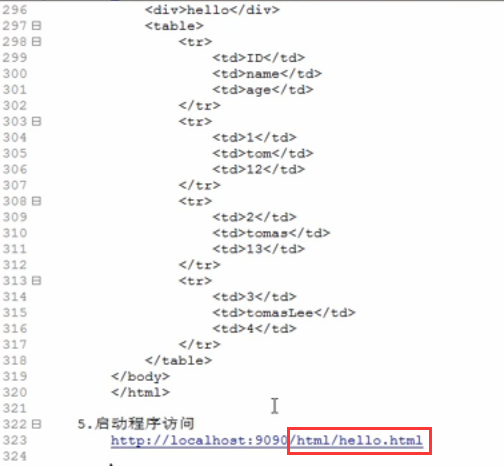 296 <div>hello</div>
297 <table>
298 <tr>
299 <td>ID</td>
300 <td>name</td>
301 <td>age</td>
302 </tr>
303 <tr>
304 <td>1</td>
305 <td>tom</td>
306 <td>12</td>
307 </tr>
308 <tr>
309 <td>2</td>
310 <td>tomas</td>
311 <td>13</td>
312 </tr>
313 <tr>
314 <td>3</td>
315 <td>tomasLee</td>
316 <td>4</td>
317 </tr>
318 </table>
319 </body>
320 </html>
321
322 5.启动程序访问
323 http://localhost:9090/html/hello.html
324